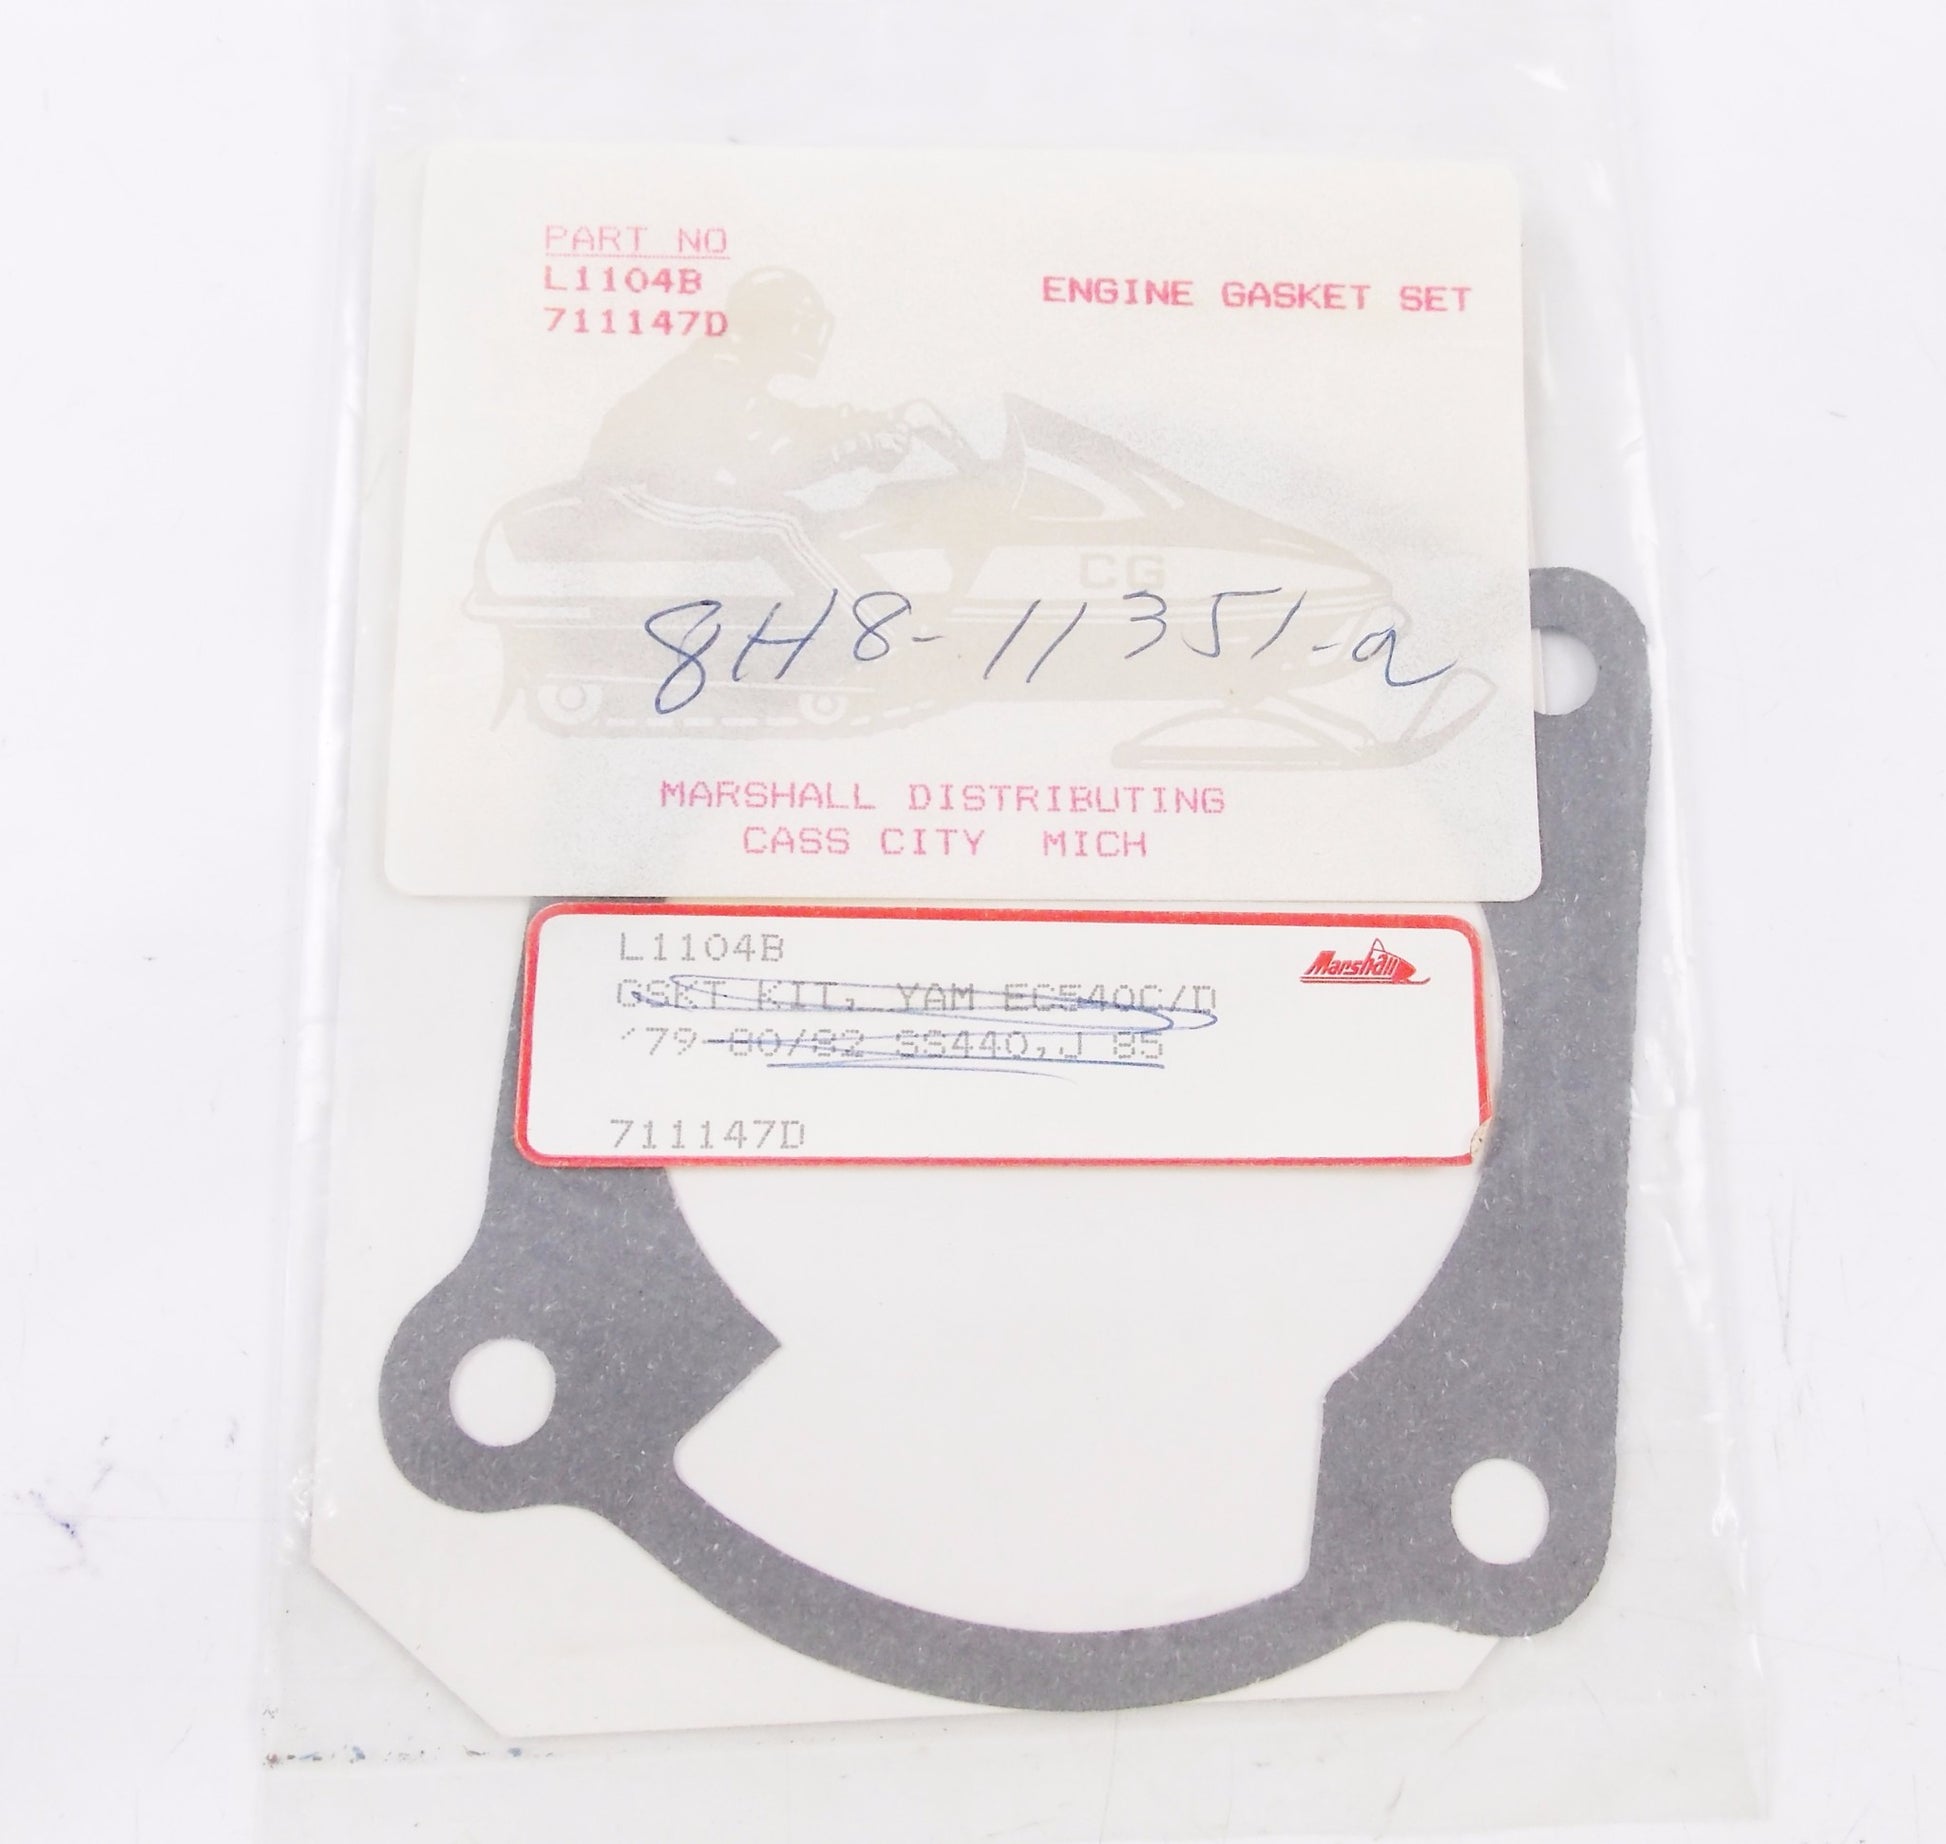 PART NO
L1104B
711147D
ENGINE GASKET SET
CG
8H8-11351-a
MARSHALL DISTRIBUTING
CASS CITY MICH
L1104B
Marshall
GSKT KIT, YAM EC540C/D
'79-80/82 SS440,J 85
711147D